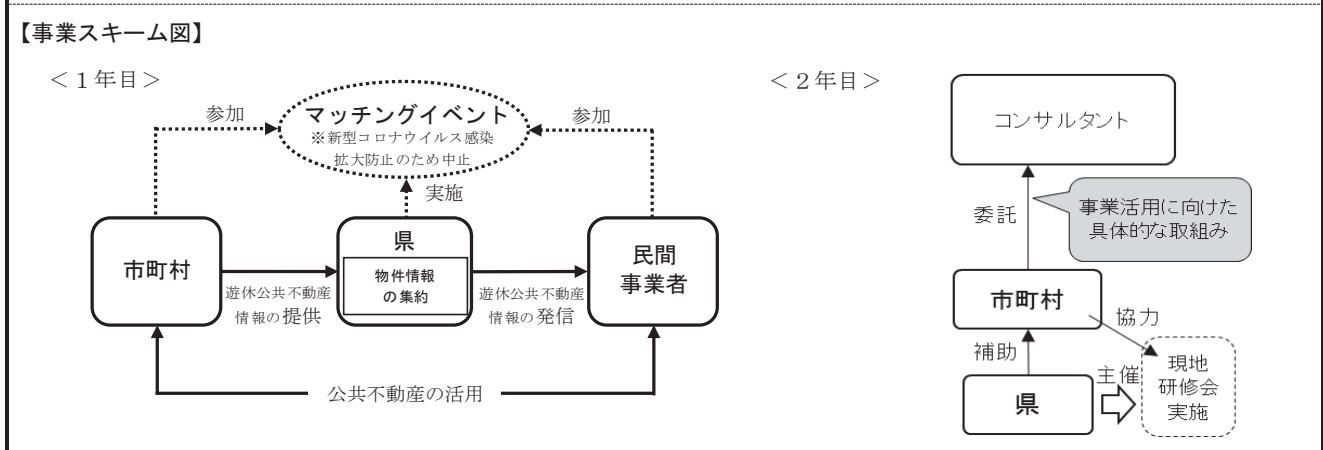 【事業スキーム図】
＜１年目＞
参加
マッチングイベント
※新型コロナウイルス感染
拡大防止のため中止
参加
実施
市町村
県
物件情報
の集約
民間
事業者
遊休公共不動産
情報の提供
遊休公共不動産
情報の発信
公共不動産の活用
＜２年目＞
コンサルタント
委託
事業活用に向けた
具体的な取組み
市町村
協力
補助
県
主催
現地
研修会
実施